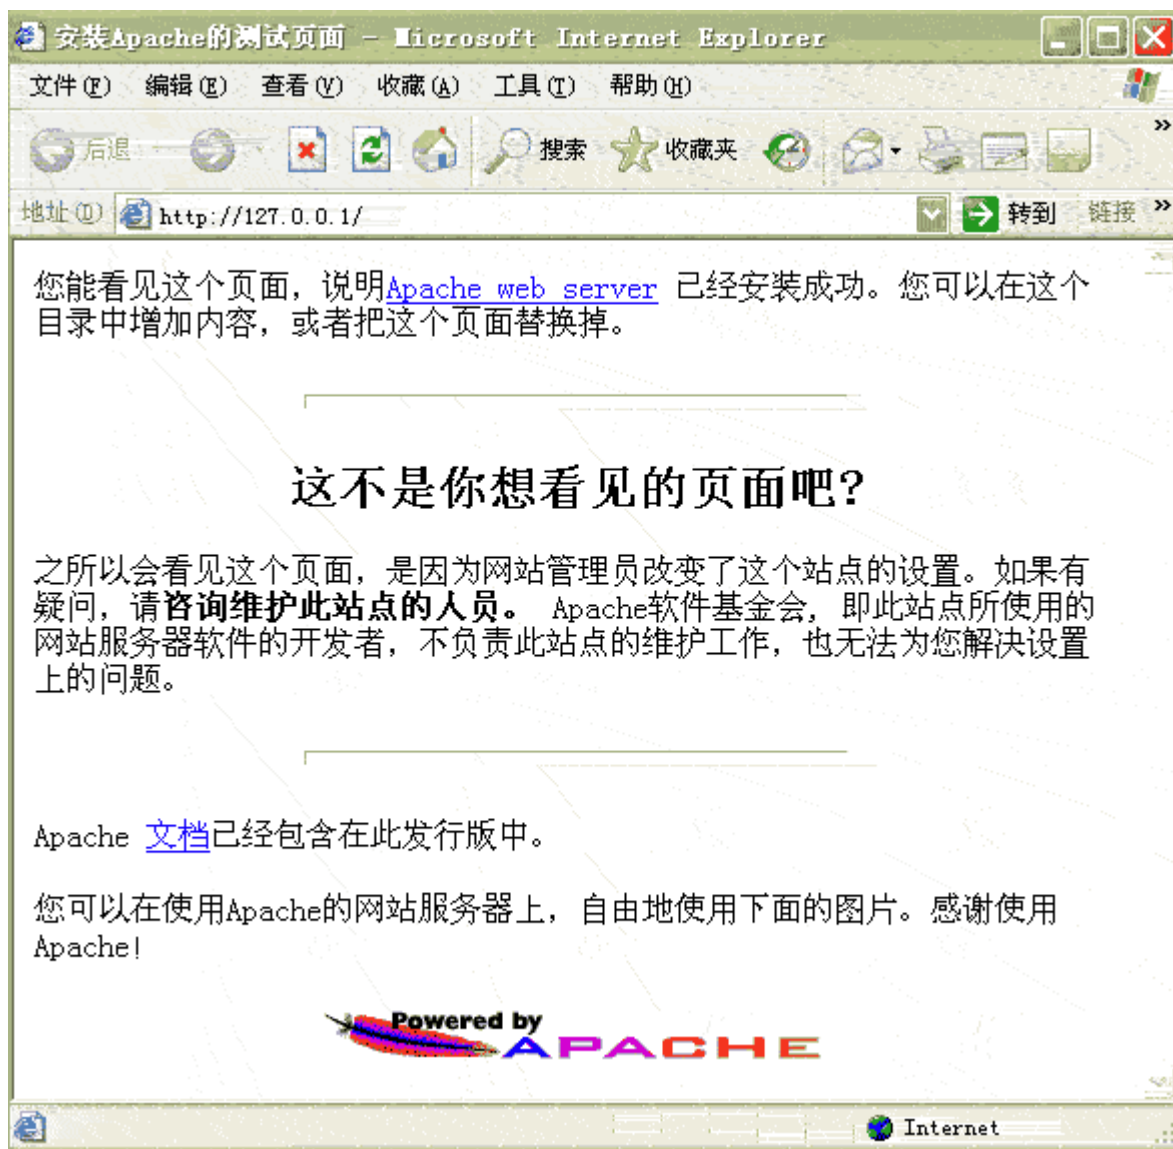 安装Apache的测试页面 - Microsoft Internet Explorer
文件(F) 编辑(E) 查看(V) 收藏(A) 工具(T) 帮助(H)
后退 搜索 收藏夹 »
地址(D) http://127.0.0.1/ 转到 链接 »
您能看见这个页面，说明Apache web server 已经安装成功。您可以在这个
目录中增加内容，或者把这个页面替换掉。
这不是你想看见的页面吧?
之所以会看见这个页面，是因为网站管理员改变了这个站点的设置。如果有
疑问，请咨询维护此站点的人员。 Apache软件基金会，即此站点所使用的
网站服务器软件的开发者，不负责此站点的维护工作，也无法为您解决设置
上的问题。
Apache 文档已经包含在此发行版中。
您可以在使用Apache的网站服务器上，自由地使用下面的图片。感谢使用
Apache!
Powered by
APACHE
Internet